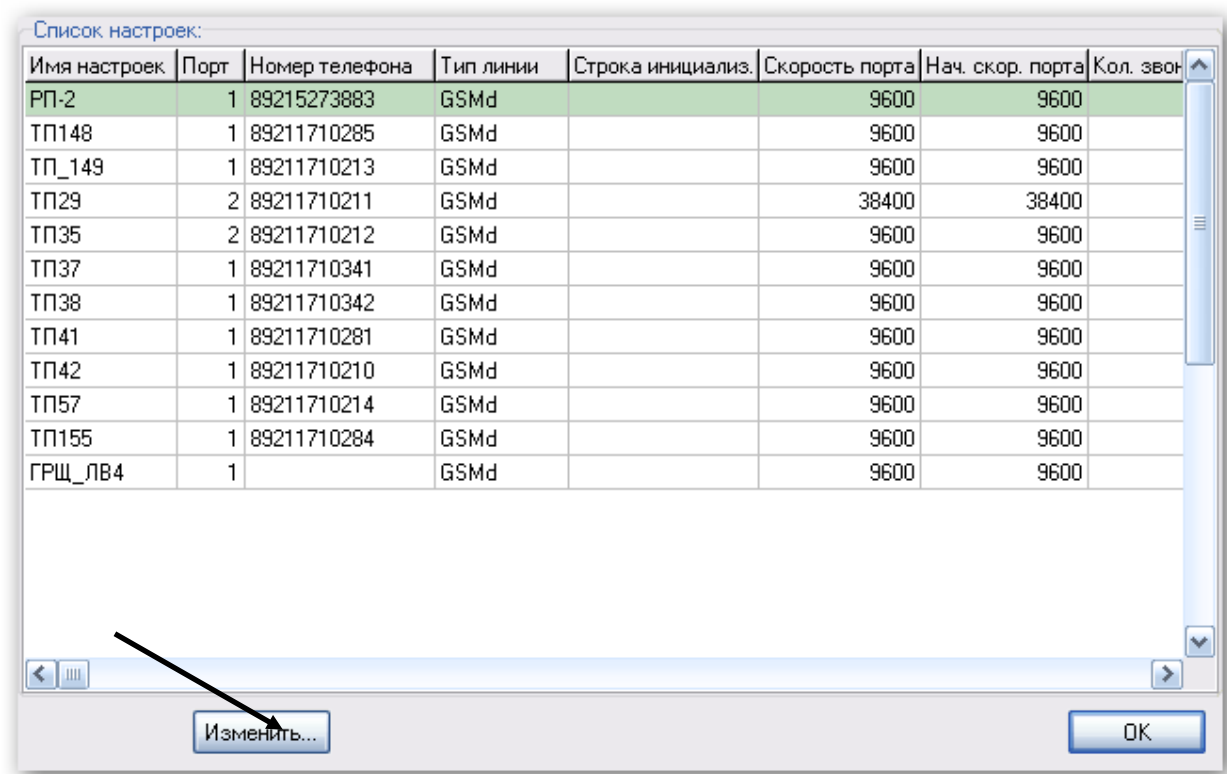 Список настроек:
Имя настроек Порт Номер телефона Тип линии Строка инициализ. Скорость порта Нач. скор. порта Кол. звон
РП-2 1 89215273883 GSMd 9600 9600
ТП148 1 89211710285 GSMd 9600 9600
ТП_149 1 89211710213 GSMd 9600 9600
ТП29 2 89211710211 GSMd 38400 38400
ТП35 2 89211710212 GSMd 9600 9600
ТП37 1 89211710341 GSMd 9600 9600
ТП38 1 89211710342 GSMd 9600 9600
ТП41 1 89211710281 GSMd 9600 9600
ТП42 1 89211710210 GSMd 9600 9600
ТП57 1 89211710214 GSMd 9600 9600
ТП155 1 89211710284 GSMd 9600 9600
ГРЩ_ЛВ4 1 GSMd 9600 9600
Изменить... OK